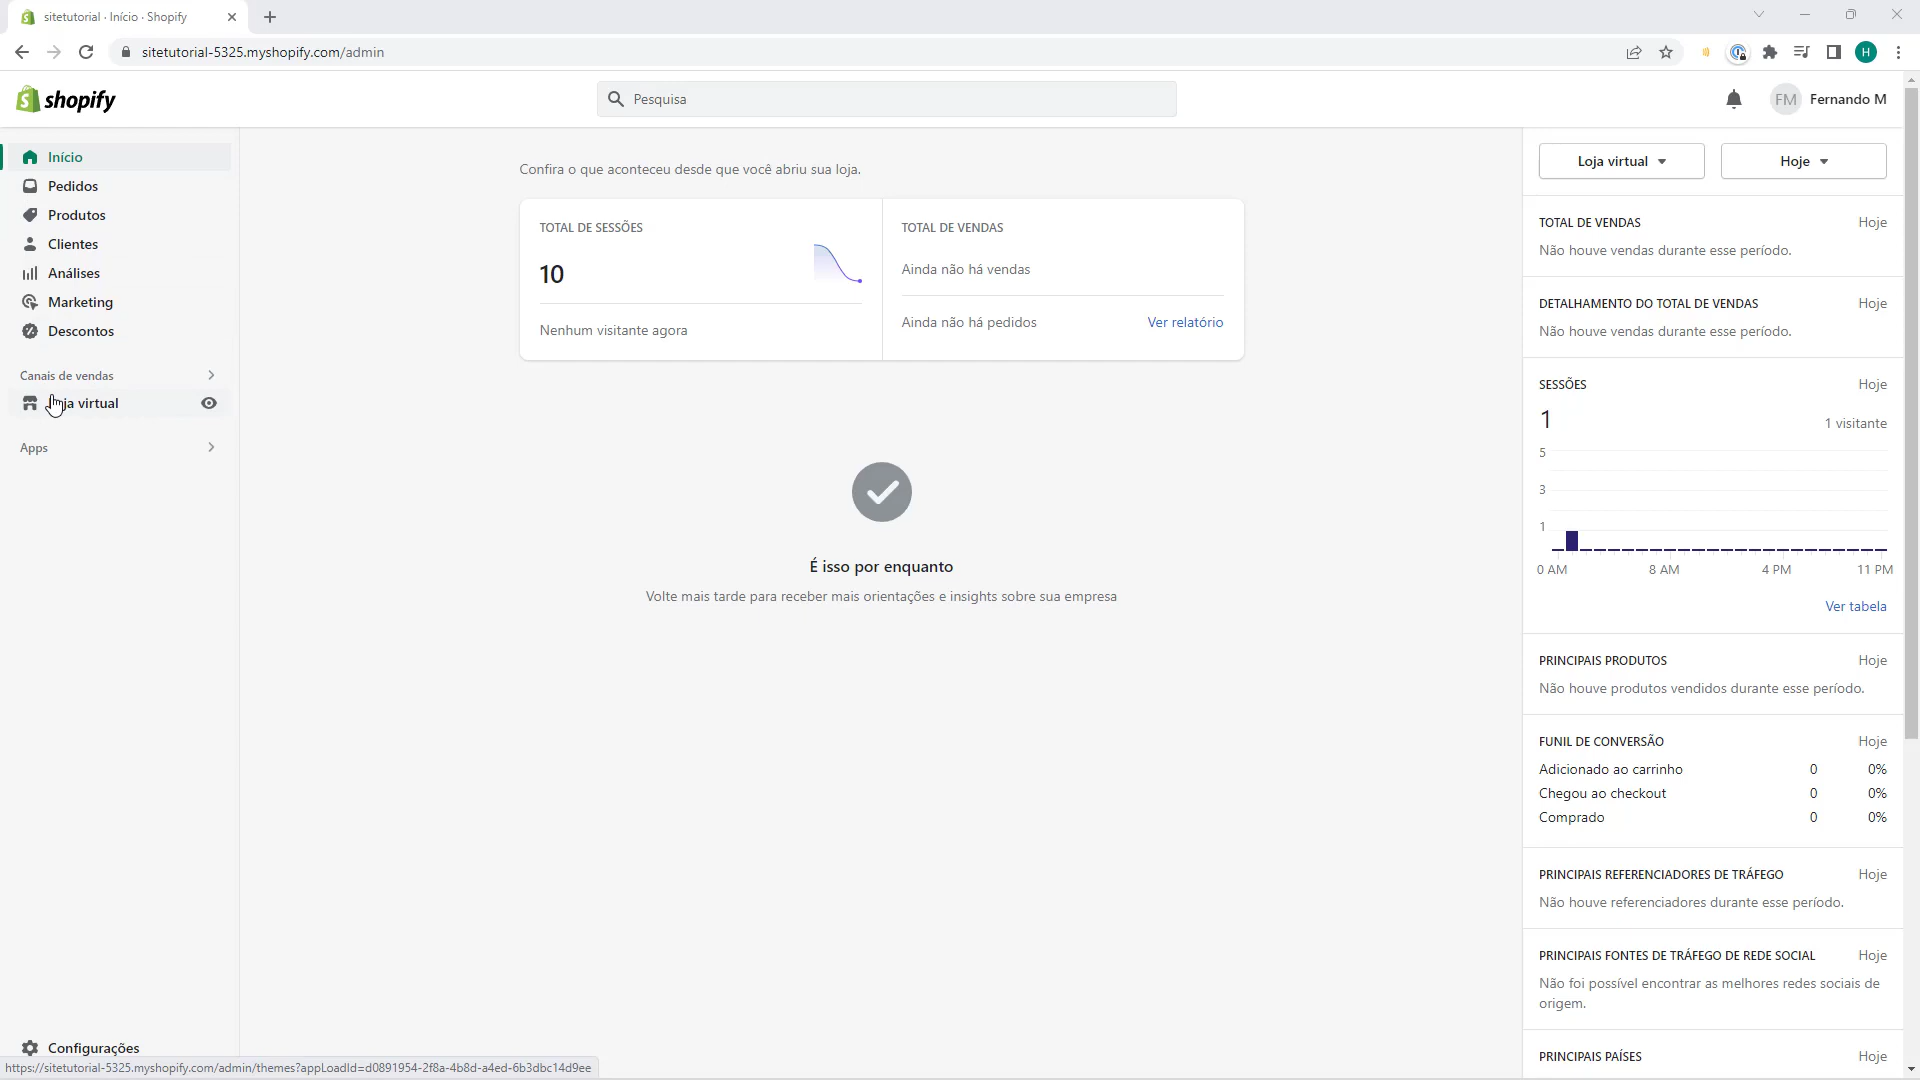 sitetutorial · Início · Shopify
sitetutorial-5325.myshopify.com/admin
H
shopify
Pesquisa
FM Fernando M
Início
Pedidos
Produtos
Clientes
Análises
Marketing
Descontos
Canais de vendas
virtual
Apps
Configurações
https://sitetutorial-5325.myshopify.com/admin/themes?appLoadId=d0891954-2f8a-4b8d-a4ed-6b3dbc14d9ee
Confira o que aconteceu desde que você abriu sua loja.
TOTAL DE SESSÕES
10
Nenhum visitante agora
TOTAL DE VENDAS
Ainda não há vendas
Ainda não há pedidos Ver relatório
É isso por enquanto
Volte mais tarde para receber mais orientações e insights sobre sua empresa
Loja virtual Hoje
TOTAL DE VENDAS Hoje
Não houve vendas durante esse período.
DETALHAMENTO DO TOTAL DE VENDAS Hoje
Não houve vendas durante esse período.
SESSÕES Hoje
1 1 visitante
5
3
1
0 AM 8 AM 4 PM 11 PM
Ver tabela
PRINCIPAIS PRODUTOS Hoje
Não houve produtos vendidos durante esse período.
FUNIL DE CONVERSÃO Hoje
Adicionado ao carrinho 0 0%
Chegou ao checkout 0 0%
Comprado 0 0%
PRINCIPAIS REFERENCIADORES DE TRÁFEGO Hoje
Não houve referenciadores durante esse período.
PRINCIPAIS FONTES DE TRÁFEGO DE REDE SOCIAL Hoje
Não foi possível encontrar as melhores redes sociais de
origem.
PRINCIPAIS PAÍSES Hoje